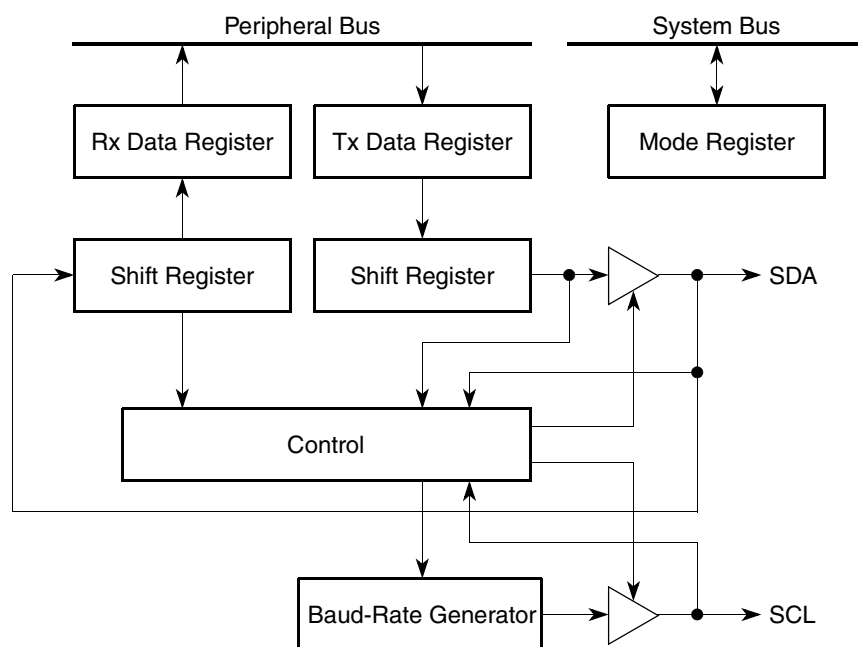 Peripheral Bus
System Bus
Rx Data Register
Tx Data Register
Mode Register
Shift Register
Shift Register
SDA
Control
Baud-Rate Generator
SCL